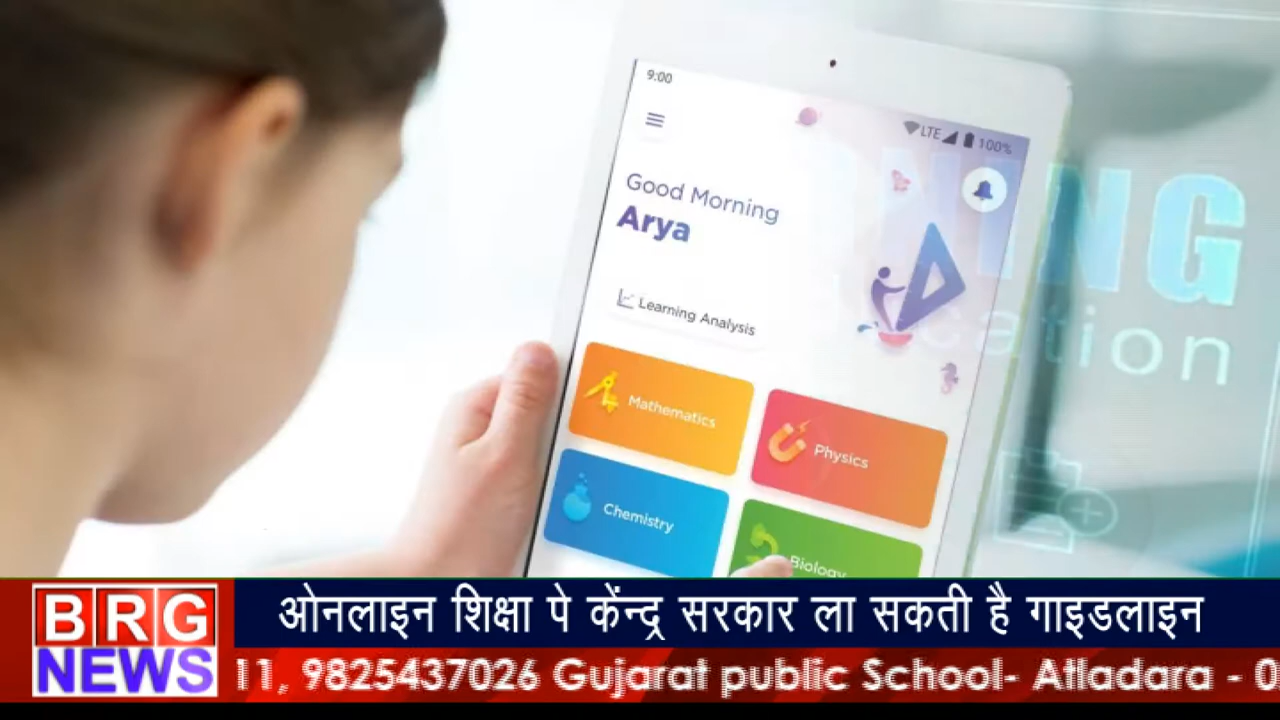 9:00
LTE 100%
Good Morning
Arya
Learning Analysis
Mathematics
Physics
Chemistry
Biology
ation
BRG
NEWS
ओनलाइन शिक्षा पे केंन्द्र सरकार ला सकती है गाइडलाइन
11, 9825437026 Gujarat public School- Atladara - 0